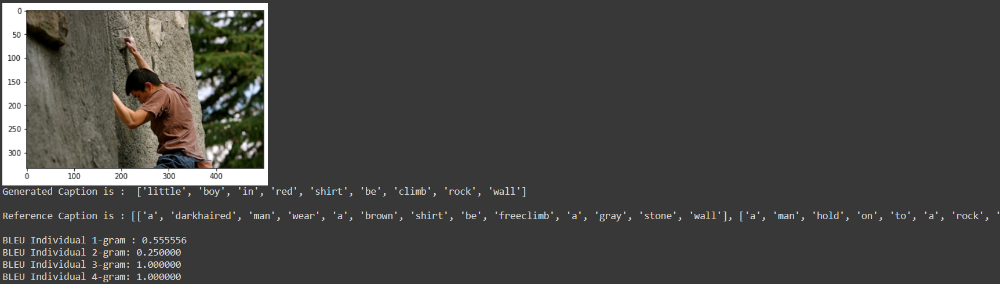 0
50
100
150
200
250
300
0 100 200 300 400
Generated Caption is :  ['little', 'boy', 'in', 'red', 'shirt', 'be', 'climb', 'rock', 'wall']
Reference Caption is : [['a', 'darkhaired', 'man', 'wear', 'a', 'brown', 'shirt', 'be', 'freeclimb', 'a', 'gray', 'stone', 'wall'], ['a', 'man', 'hold', 'on', 'to', 'a', 'rock', '
BLEU Individual 1-gram : 0.555556
BLEU Individual 2-gram: 0.250000
BLEU Individual 3-gram: 1.000000
BLEU Individual 4-gram: 1.000000